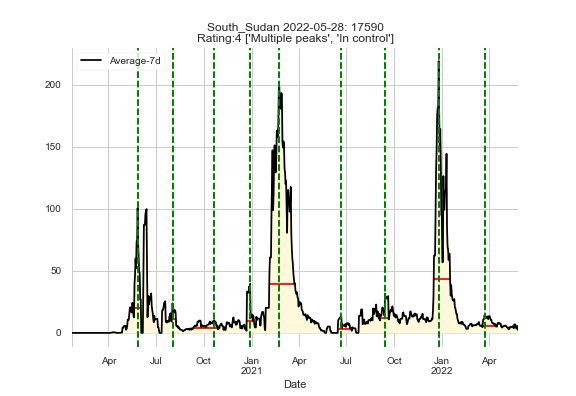 South_Sudan 2022-05-28: 17590
Rating:4 ['Multiple peaks', 'In control']
Average-7d
200
150
100
50
0
Apr Jul Oct Jan Apr Jul Oct Jan Apr
2021 2022
Date